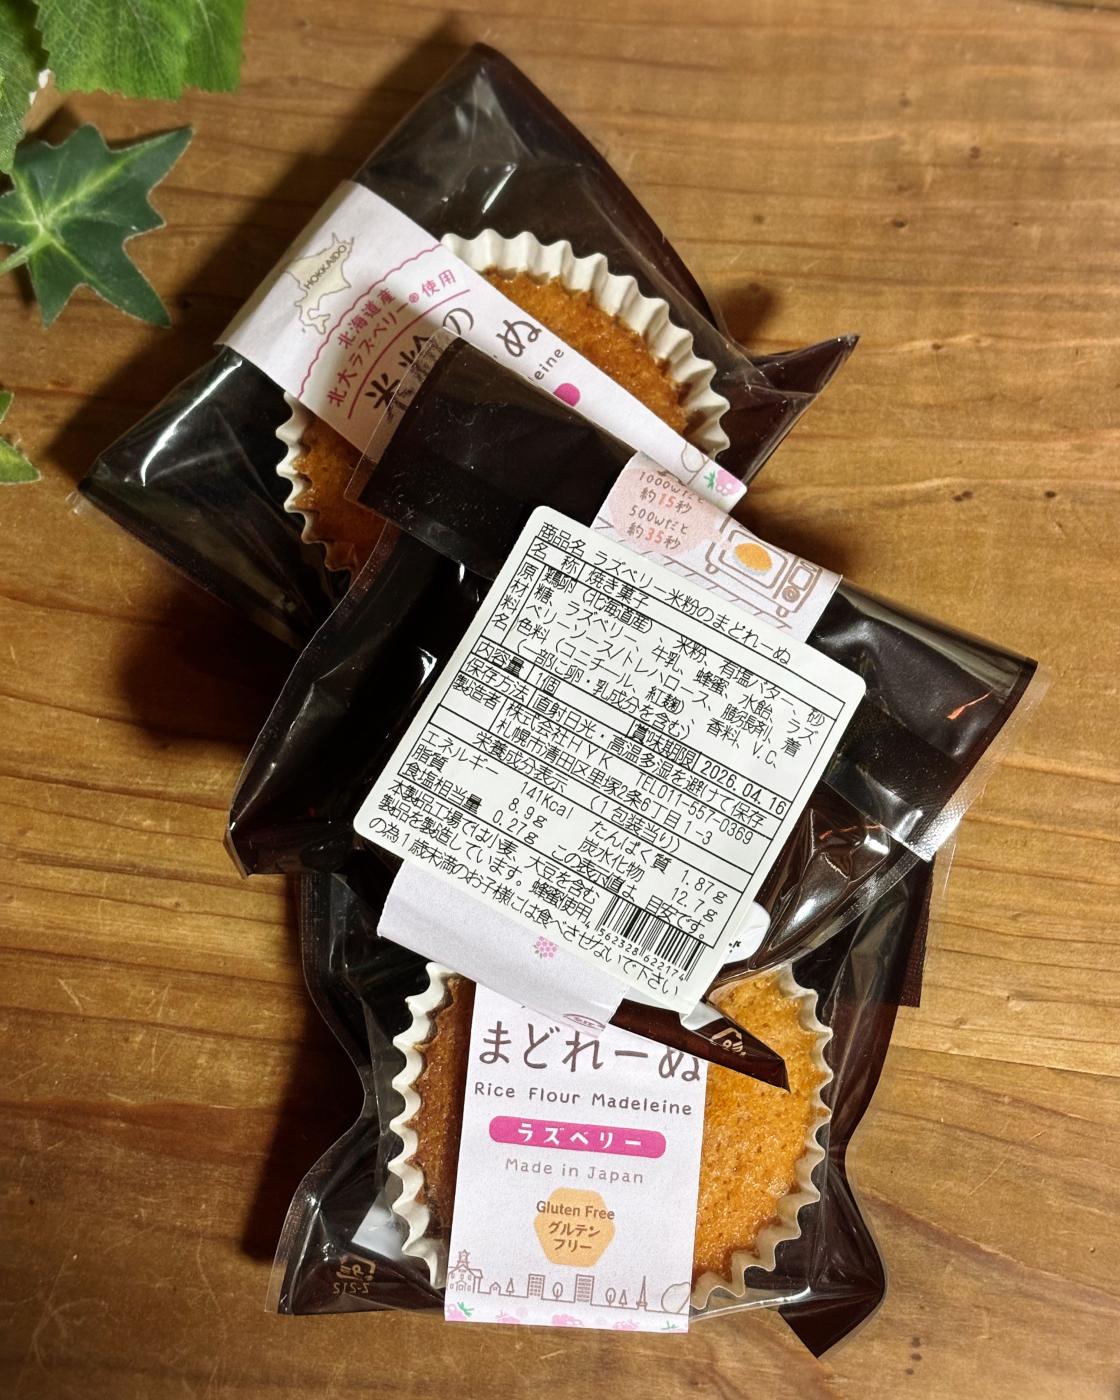 HOKKAIDO
北海道産
北大ラズベリー®使用
米粉の
ぬ
eine
1000wだと
約15秒
500wだと
約35秒
商品名 ラズベリー米粉のまどれーぬ
名 称 焼き菓子
原材料名 鶏卵(北海道産)、米粉、有塩バター、砂
糖、ラズベリー、牛乳、蜂蜜、水飴、ラズ
ベリーソース/トレハロース、膨張剤、着
色料(コチニール、紅麹)、香料、V.C.
(一部に卵・乳成分を含む)
内容量 1個 賞味期限 2026.04.16
保存方法 直射日光・高温多湿を避けて保存
製造者 株式会社HYK TEL011-557-0369
札幌市清田区里塚2条6丁目7-3
栄養成分表示 (1包装当り)
エネルギー 141Kcal たんぱく質 1.87g
脂質 8.9g 炭水化物 12.7g
食塩相当量 0.27g この表示値は、目安です。
本製品工場では小麦、大豆を含む
製品を製造しています。蜂蜜使用
の為1歳未満のお子様には食べさせないで下さい
4562328622174
まどれーぬ
Rice Flour Madeleine
ラズベリー
Made in Japan
Gluten Free
グルテン
フリー